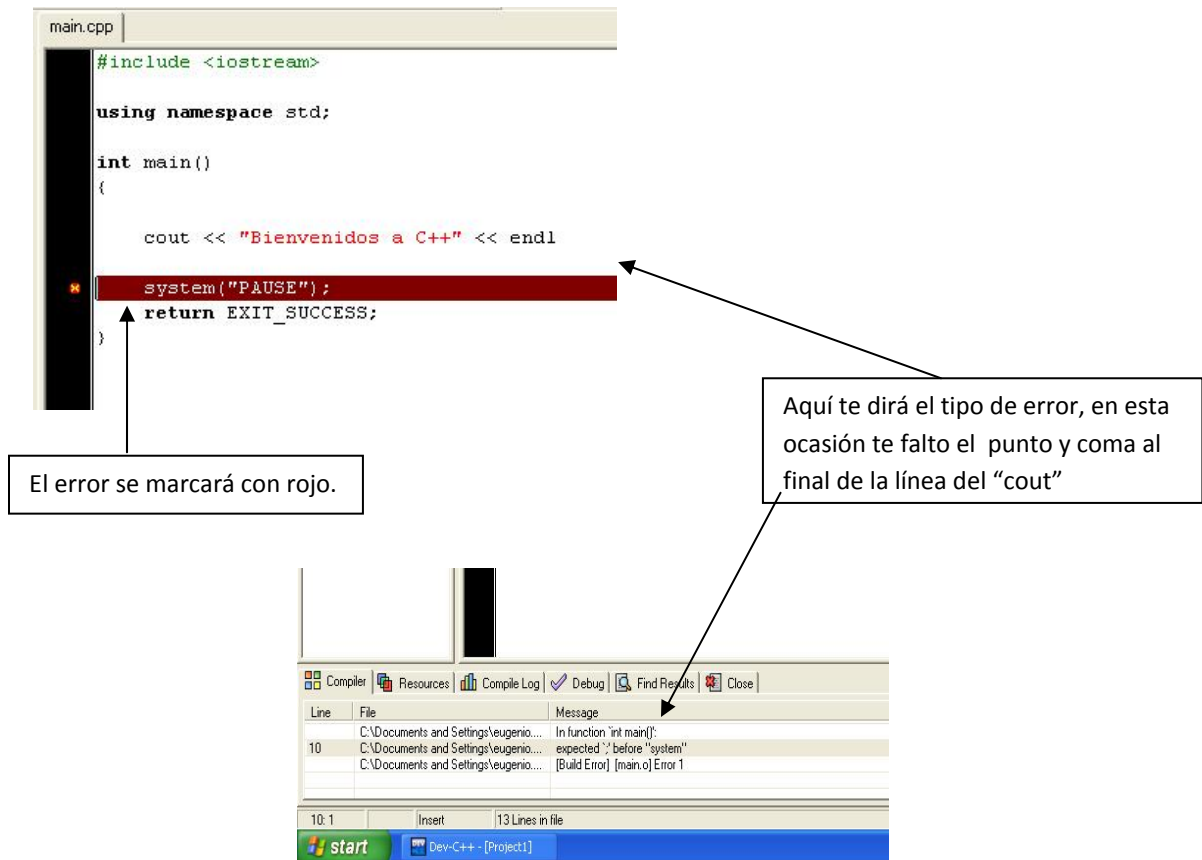 main.cpp
#include <iostream>
using namespace std;
int main()
{
cout << "Bienvenidos a C++" << endl
system("PAUSE");
return EXIT_SUCCESS;
}
Aquí te dirá el tipo de error, en esta
ocasión te falto el punto y coma al
final de la línea del “cout”
El error se marcará con rojo.
Compiler Resources Compile Log Debug Find Results Close
Line File Message
C:\Documents and Settings\eugenio.... In function `int main()':
10 C:\Documents and Settings\eugenio.... expected `;' before "system"
C:\Documents and Settings\eugenio.... [Build Error] [main.o] Error 1
10: 1 Insert 13 Lines in file
start Dev-C++ - [Project1]